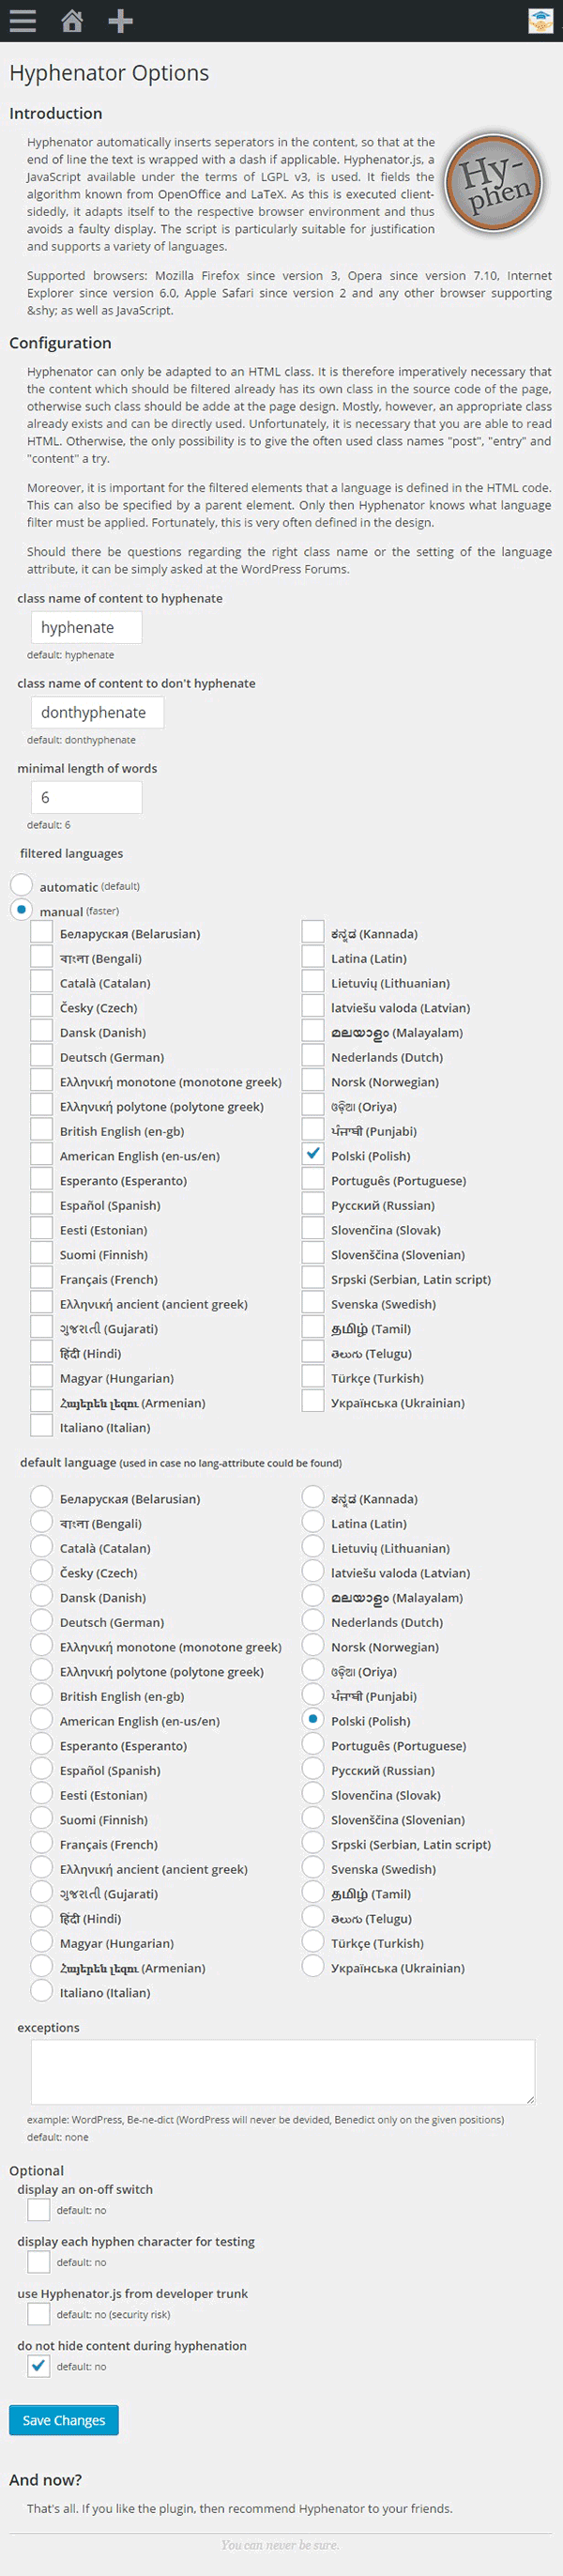 Hyphenator Options
Introduction
Hyphenator automatically inserts seperators in the content, so that at the
end of line the text is wrapped with a dash if applicable. Hyphenator.js, a
JavaScript available under the terms of LGPL v3, is used. It fields the
algorithm known from OpenOffice and LaTeX. As this is executed client-
sidedly, it adapts itself to the respective browser environment and thus
avoids a faulty display. The script is particularly suitable for justification
and supports a variety of languages.
Hy-
phen
Supported browsers: Mozilla Firefox since version 3, Opera since version 7.10, Internet
Explorer since version 6.0, Apple Safari since version 2 and any other browser supporting
&shy; as well as JavaScript.
Configuration
Hyphenator can only be adapted to an HTML class. It is therefore imperatively necessary that
the content which should be filtered already has its own class in the source code of the page,
otherwise such class should be adde at the page design. Mostly, however, an appropriate class
already exists and can be directly used. Unfortunately, it is necessary that you are able to read
HTML. Otherwise, the only possibility is to give the often used class names "post", "entry" and
"content" a try.
Moreover, it is important for the filtered elements that a language is defined in the HTML code.
This can also be specified by a parent element. Only then Hyphenator knows what language
filter must be applied. Fortunately, this is very often defined in the design.
Should there be questions regarding the right class name or the setting of the language
attribute, it can be simply asked at the WordPress Forums.
class name of content to hyphenate
hyphenate
default: hyphenate
class name of content to don't hyphenate
donthyphenate
default: donthyphenate
minimal length of words
6
default: 6
filtered languages
automatic (default)
manual (faster)
Беларуская (Belarusian)
বাংলা (Bengali)
Català (Catalan)
Česky (Czech)
Dansk (Danish)
Deutsch (German)
Ελληνική monotone (monotone greek)
Ελληνική polytone (polytone greek)
British English (en-gb)
American English (en-us/en)
Esperanto (Esperanto)
Español (Spanish)
Eesti (Estonian)
Suomi (Finnish)
Français (French)
Ελληνική ancient (ancient greek)
ગુજરાતી (Gujarati)
हिंदी (Hindi)
Magyar (Hungarian)
Հայերեն լեզու (Armenian)
Italiano (Italian)
ಕನ್ನಡ (Kannada)
Latina (Latin)
Lietuvių (Lithuanian)
latviešu valoda (Latvian)
മലയാളം (Malayalam)
Nederlands (Dutch)
Norsk (Norwegian)
ଓଡ଼ିଆ (Oriya)
ਪੰਜਾਬੀ (Punjabi)
Polski (Polish)
Português (Portuguese)
Русский (Russian)
Slovenčina (Slovak)
Slovenščina (Slovenian)
Srpski (Serbian, Latin script)
Svenska (Swedish)
தமிழ் (Tamil)
తెలుగు (Telugu)
Türkçe (Turkish)
Українська (Ukrainian)
default language (used in case no lang-attribute could be found)
Беларуская (Belarusian)
বাংলা (Bengali)
Català (Catalan)
Česky (Czech)
Dansk (Danish)
Deutsch (German)
Ελληνική monotone (monotone greek)
Ελληνική polytone (polytone greek)
British English (en-gb)
American English (en-us/en)
Esperanto (Esperanto)
Español (Spanish)
Eesti (Estonian)
Suomi (Finnish)
Français (French)
Ελληνική ancient (ancient greek)
ગુજરાતી (Gujarati)
हिंदी (Hindi)
Magyar (Hungarian)
Հայերեն լեզու (Armenian)
Italiano (Italian)
ಕನ್ನಡ (Kannada)
Latina (Latin)
Lietuvių (Lithuanian)
latviešu valoda (Latvian)
മലയാളം (Malayalam)
Nederlands (Dutch)
Norsk (Norwegian)
ଓଡ଼ିଆ (Oriya)
ਪੰਜਾਬੀ (Punjabi)
Polski (Polish)
Português (Portuguese)
Русский (Russian)
Slovenčina (Slovak)
Slovenščina (Slovenian)
Srpski (Serbian, Latin script)
Svenska (Swedish)
தமிழ் (Tamil)
తెలుగు (Telugu)
Türkçe (Turkish)
Українська (Ukrainian)
exceptions
example: WordPress, Be-ne-dict (WordPress will never be devided, Benedict only on the given positions)
default: none
Optional
display an on-off switch
default: no
display each hyphen character for testing
default: no
use Hyphenator.js from developer trunk
default: no (security risk)
do not hide content during hyphenation
default: no
Save Changes
And now?
That's all. If you like the plugin, then recommend Hyphenator to your friends.
You can never be sure.